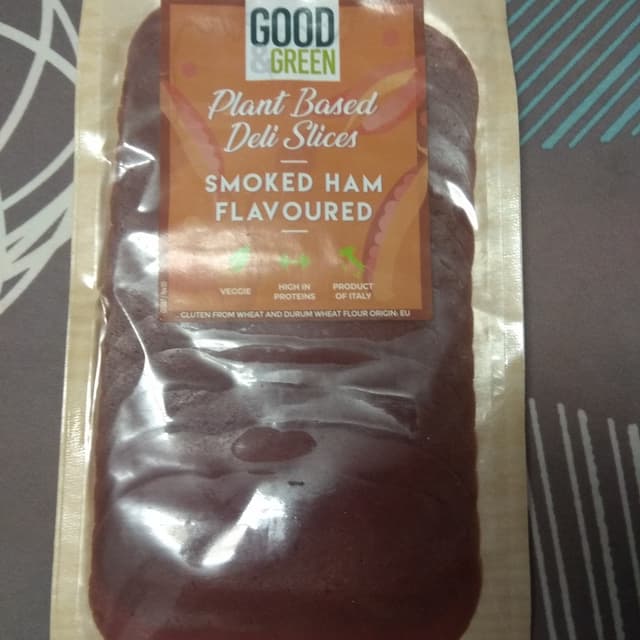 GOOD
&GREEN
Plant Based
Deli Slices
SMOKED HAM
FLAVOURED
VEGGIE
HIGH IN
PROTEINS
PRODUCT
OF ITALY
GLUTEN FROM WHEAT AND DURUM WHEAT FLOUR ORIGIN: EU